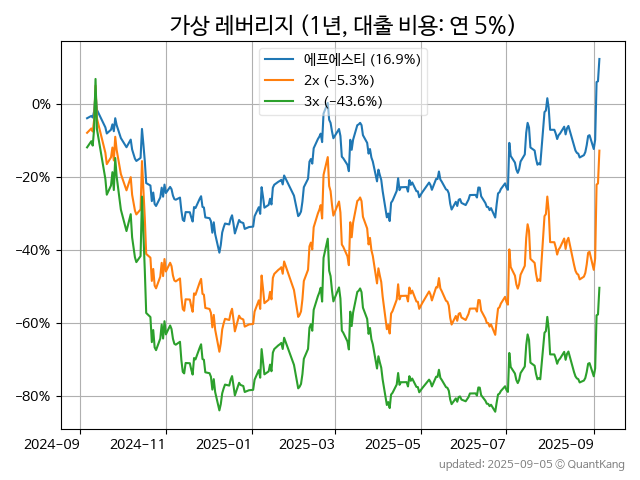 가상 레버리지 (1년, 대출 비용: 연 5%)
에프에스티 (16.9%)
2x (−5.3%)
3x (−43.6%)
0%
−20%
−40%
−60%
−80%
2024-09 2024-11 2025-01 2025-03 2025-05 2025-07 2025-09
updated: 2025-09-05 © QuantKang